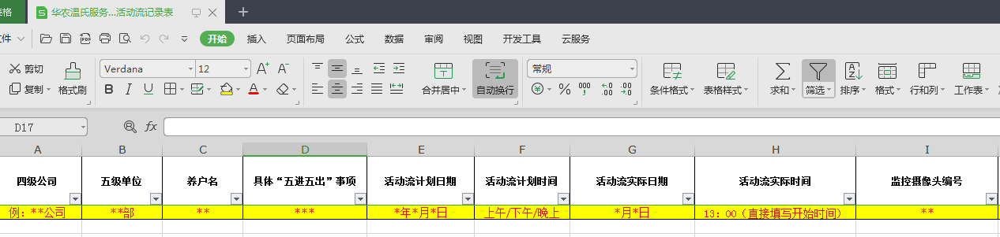 表格 华农温氏服务...活动流记录表
文件 开始 插入 页面布局 公式 数据 审阅 视图 开发工具 云服务
剪切 Verdana 12 A+ A- 常规
复制 格式刷 B I U A 合并居中 自动换行 ¥ % 000 .00 .0 条件格式 表格样式 求和 筛选 排序 格式 行和列 工作表
D17 fx
A B C D E F G H I
四级公司 五级单位 养户名 具体“五进五出”事项 活动流计划日期 活动流计划时间 活动流实际日期 活动流实际时间 监控摄像头编号
例：**公司 **部 ** *** *年*月*日 上午/下午/晚上 *月*日 13：00（直接填写开始时间） **